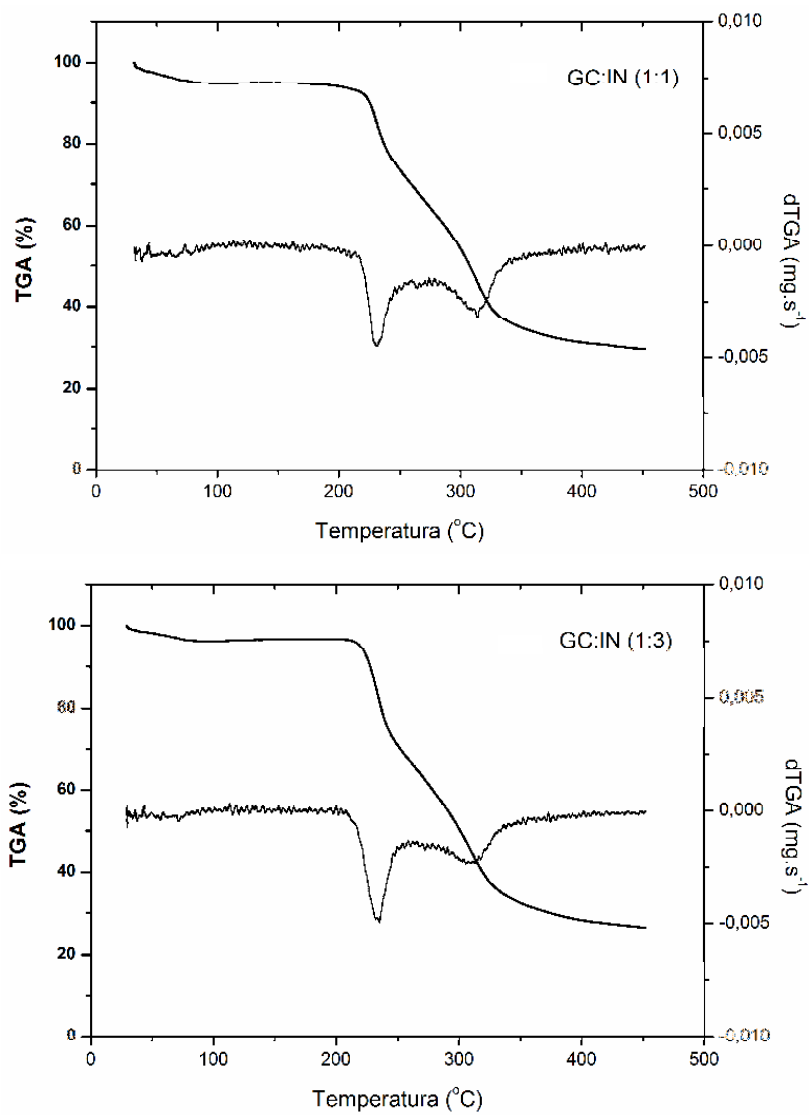 GC:IN (1:1)
0,010
0,005
0,000
-0,005
-0,010
dTGA (mg.s⁻¹)
100
80
60
40
20
0
TGA (%)
0 100 200 300 400 500
Temperatura (°C)
GC:IN (1:3)
0,010
0,005
0,000
-0,005
-0,010
dTGA (mg.s⁻¹)
100
80
60
40
20
0
TGA (%)
0 100 200 300 400 500
Temperatura (°C)